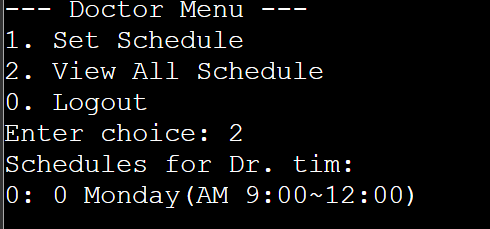 --- Doctor Menu ---
1. Set Schedule
2. View All Schedule
0. Logout
Enter choice: 2
Schedules for Dr. tim:
0: 0 Monday(AM 9:00~12:00)